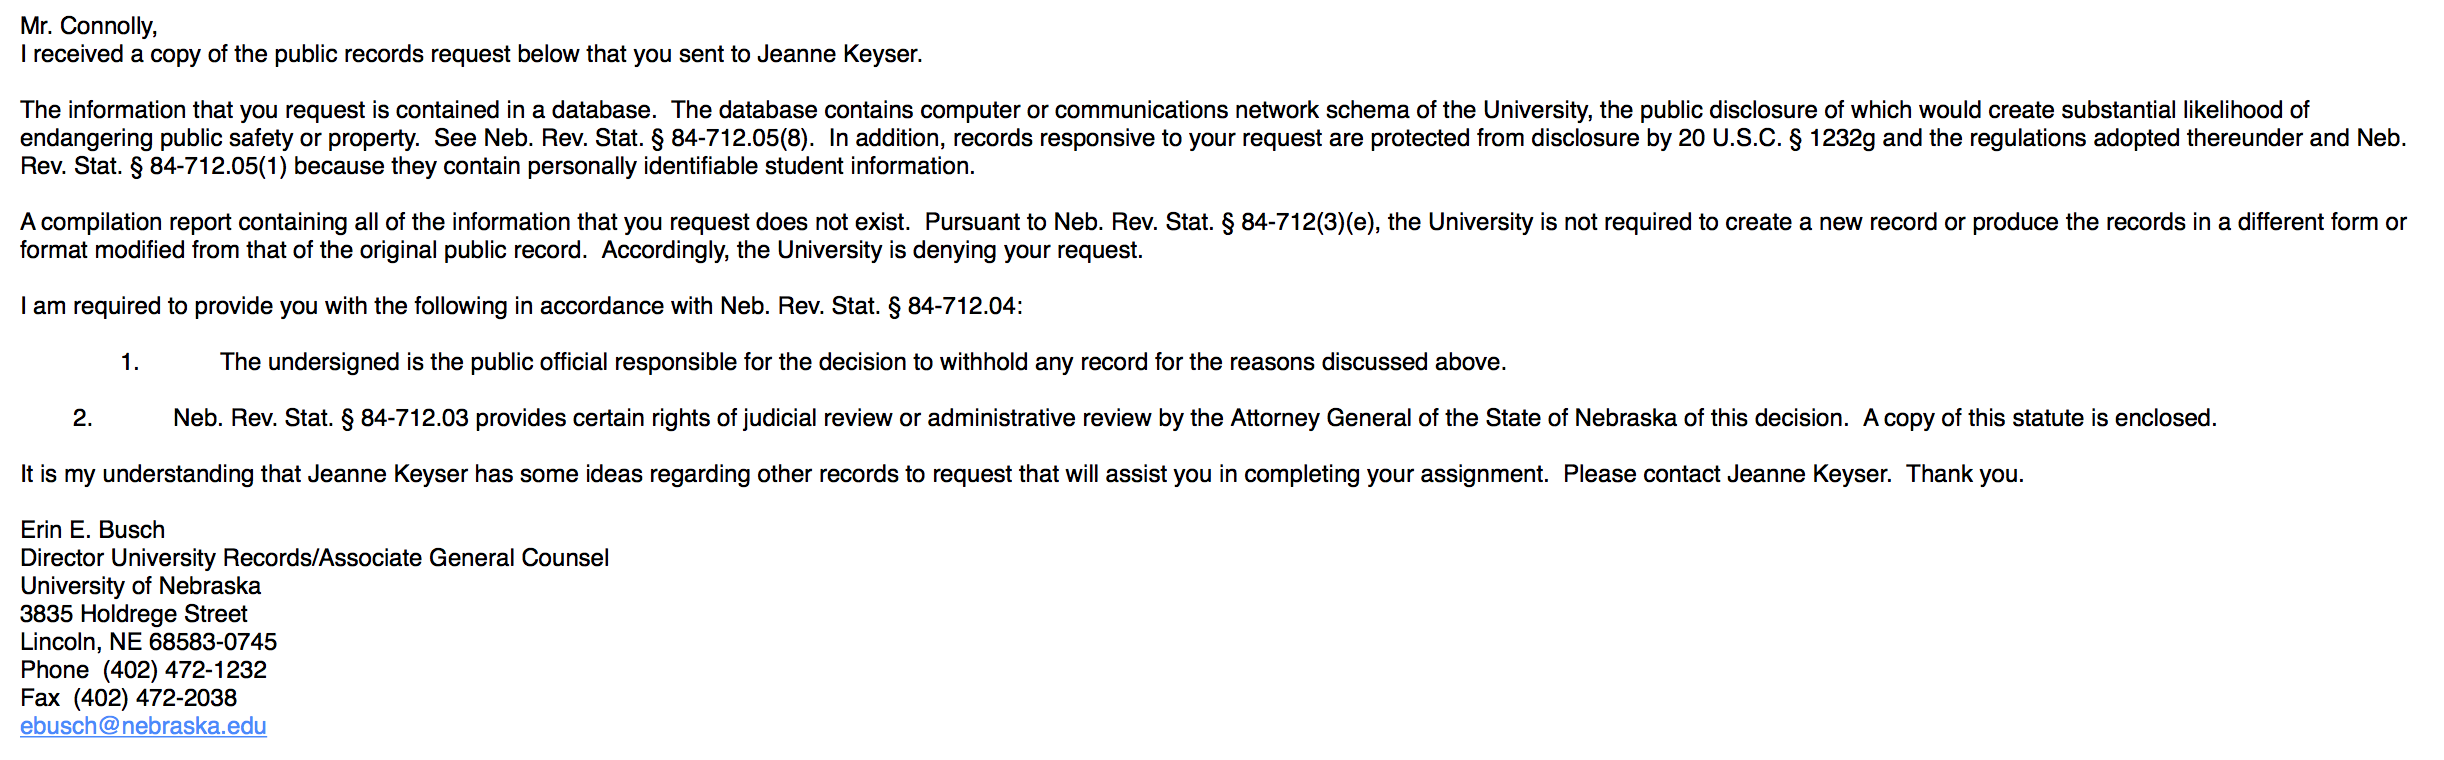 Mr. Connolly,
I received a copy of the public records request below that you sent to Jeanne Keyser.
The information that you request is contained in a database.  The database contains computer or communications network schema of the University, the public disclosure of which would create substantial likelihood of
endangering public safety or property.  See Neb. Rev. Stat. § 84-712.05(8).  In addition, records responsive to your request are protected from disclosure by 20 U.S.C. § 1232g and the regulations adopted thereunder and Neb.
Rev. Stat. § 84-712.05(1) because they contain personally identifiable student information.
A compilation report containing all of the information that you request does not exist.  Pursuant to Neb. Rev. Stat. § 84-712(3)(e), the University is not required to create a new record or produce the records in a different form or
format modified from that of the original public record.  Accordingly, the University is denying your request.
I am required to provide you with the following in accordance with Neb. Rev. Stat. § 84-712.04:
1. The undersigned is the public official responsible for the decision to withhold any record for the reasons discussed above.
2. Neb. Rev. Stat. § 84-712.03 provides certain rights of judicial review or administrative review by the Attorney General of the State of Nebraska of this decision.  A copy of this statute is enclosed.
It is my understanding that Jeanne Keyser has some ideas regarding other records to request that will assist you in completing your assignment.  Please contact Jeanne Keyser.  Thank you.
Erin E. Busch
Director University Records/Associate General Counsel
University of Nebraska
3835 Holdrege Street
Lincoln, NE 68583-0745
Phone  (402) 472-1232
Fax  (402) 472-2038
ebusch@nebraska.edu